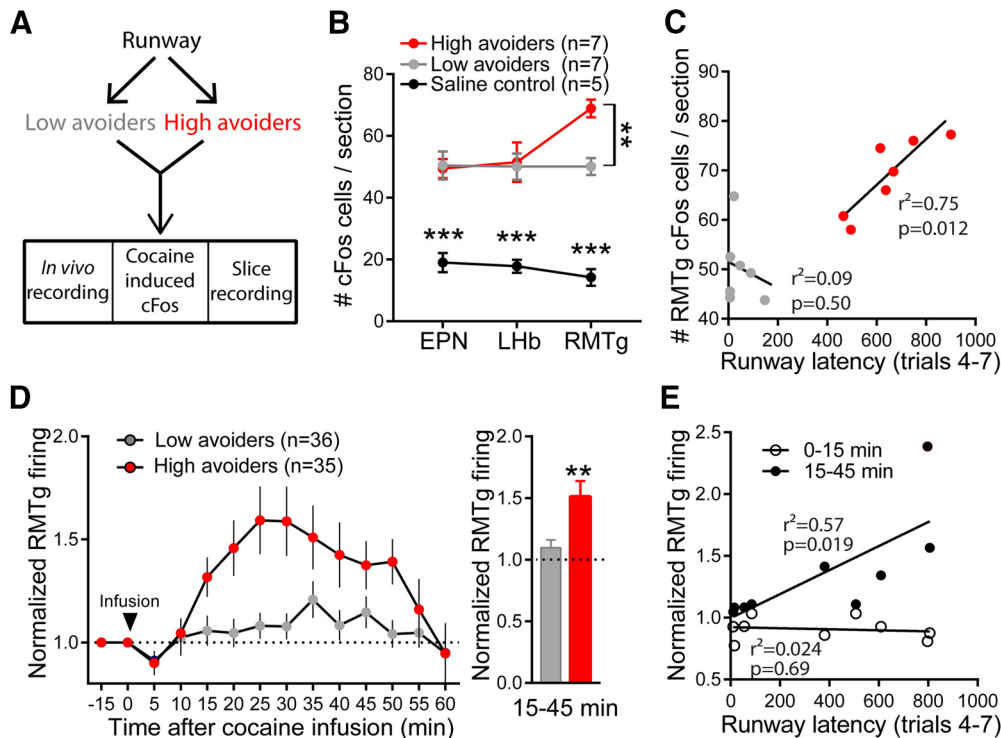 A
Runway
Low avoiders High avoiders
In vivo
recording
Cocaine
induced
cFos
Slice
recording
B
High avoiders (n=7)
Low avoiders (n=7)
Saline control (n=5)
# cFos cells / section
80
60
40
20
0
**
*** *** ***
EPN LHb RMTg
C
# RMTg cFos cells / section
90
80
70
60
50
40
r²=0.75
p=0.012
r²=0.09
p=0.50
0 200 400 600 800 1000
Runway latency (trials 4-7)
D
Normalized RMTg firing
2.0
1.5
1.0
Low avoiders (n=36)
High avoiders (n=35)
Infusion
-15 0 5 10 15 20 25 30 35 40 45 50 55 60
Time after cocaine infusion (min)
Normalized RMTg firing
2.0
1.5
1.0
0.5
0.0
**
15-45 min
E
Normalized RMTg firing
2.5
2.0
1.5
1.0
0.5
0-15 min
15-45 min
r²=0.57
p=0.019
r²=0.024
p=0.69
0 200 400 600 800 1000
Runway latency (trials 4-7)